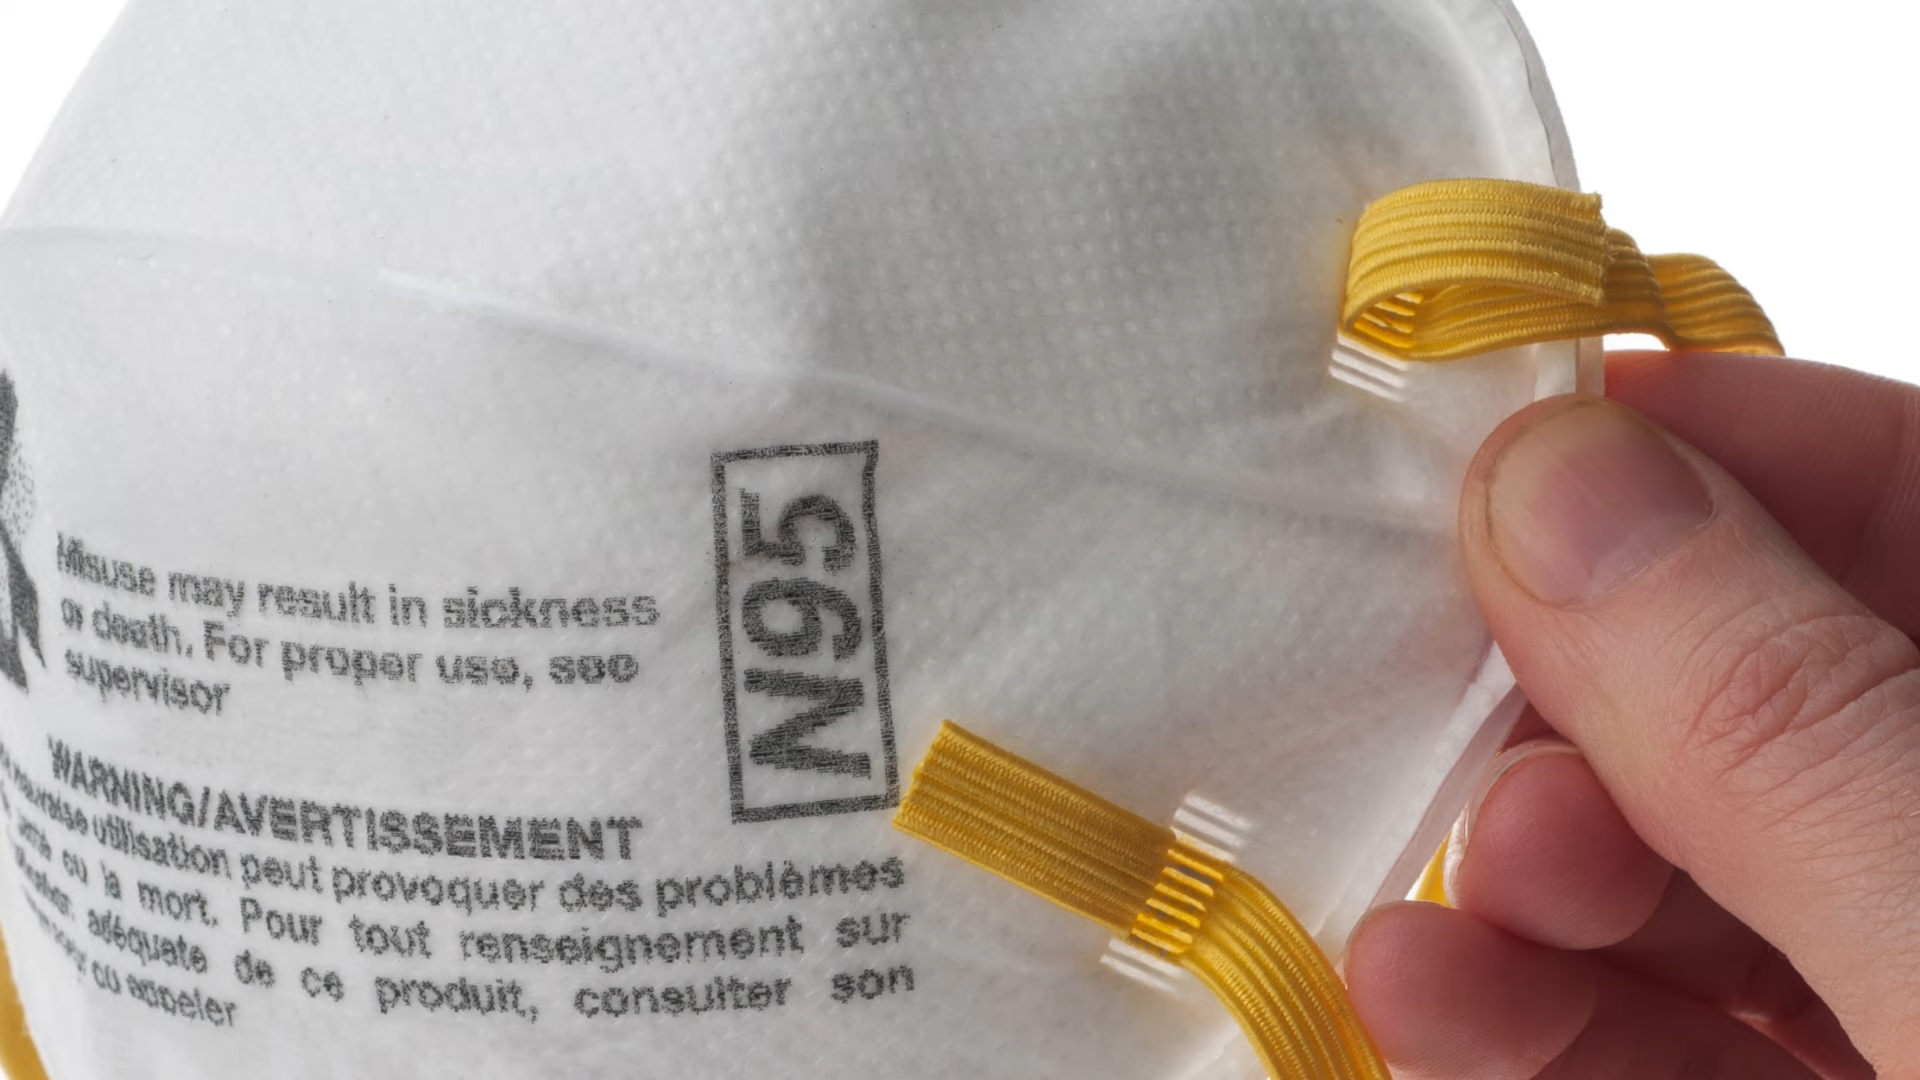 Misuse may result in sickness
or death. For proper use, see
supervisor
N95
WARNING/AVERTISSEMENT
mauvaise utilisation peut provoquer des problèmes
ou la mort. Pour tout renseignement sur
adéquate de ce produit, consulter son
ou appeler